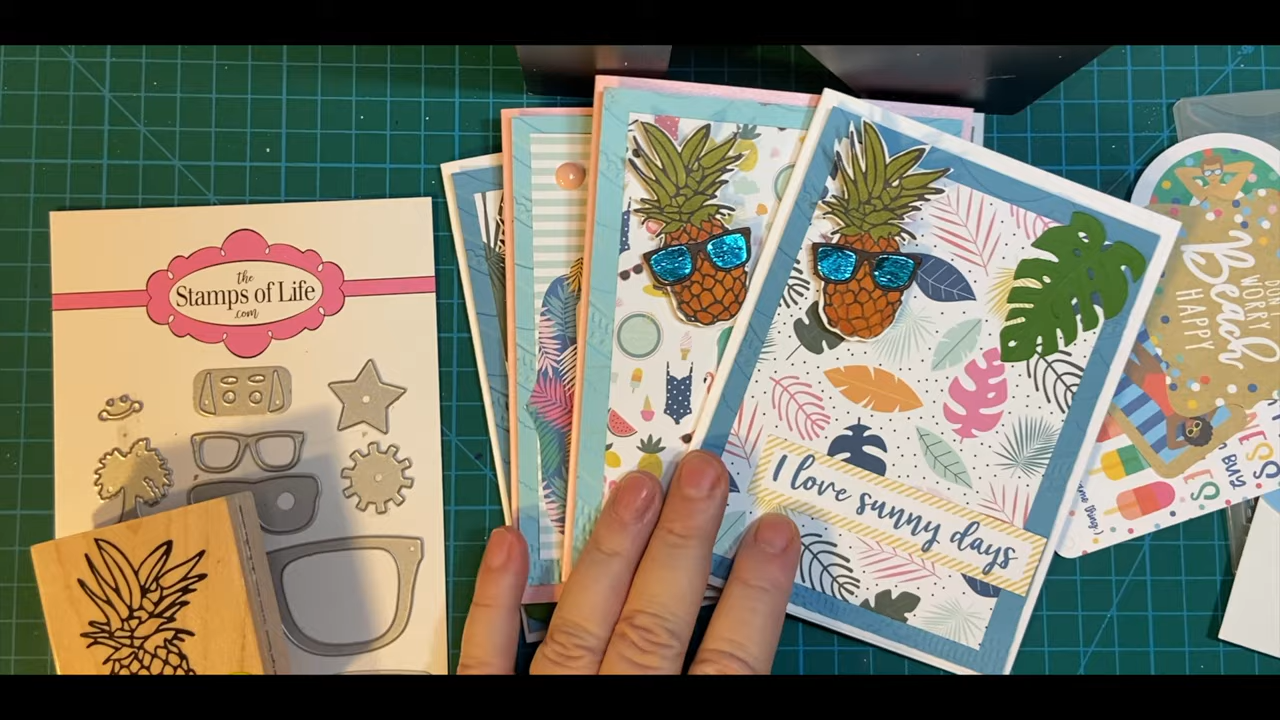 the
Stamps of Life
.com
I love sunny days
DON'T
WORRY
Beach
HAPPY